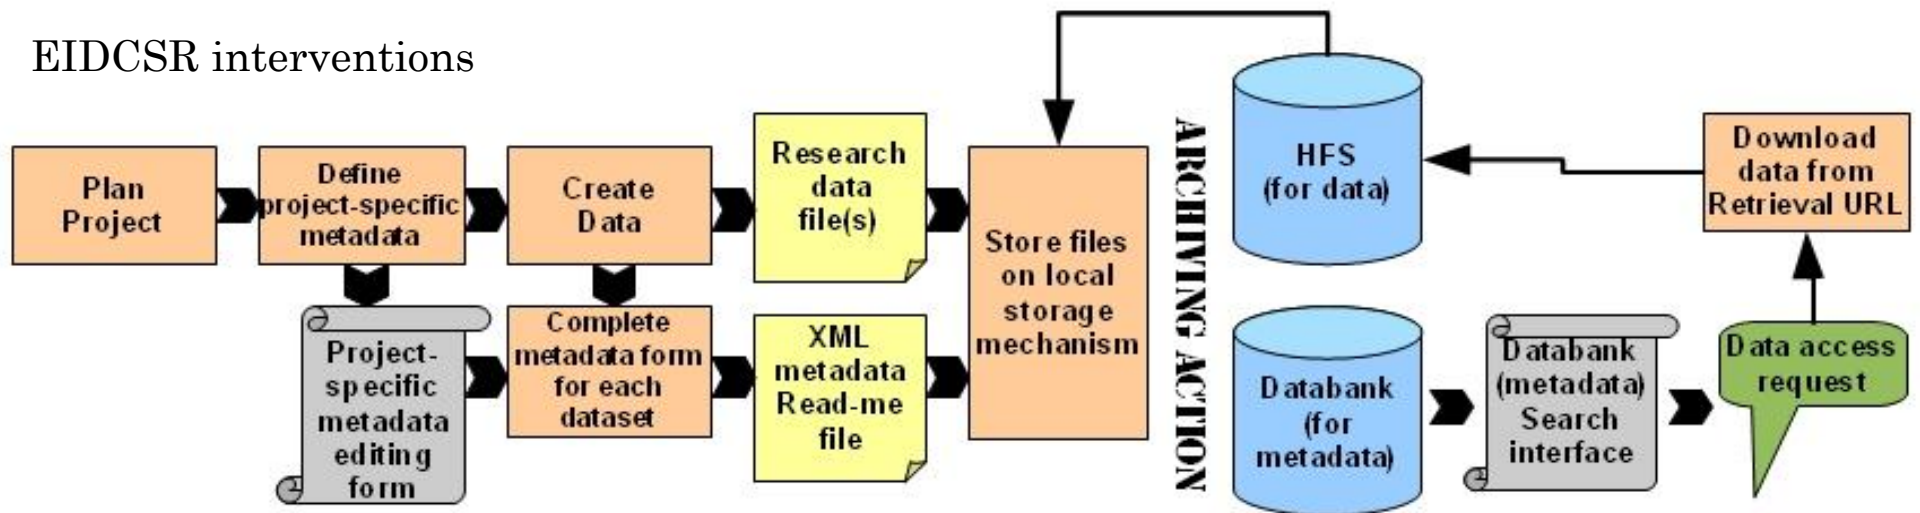 EIDCSR interventions
Plan
Project
Define
project-specific
metadata
Create
Data
Research
data
file(s)
Project-
specific
metadata
editing
form
Complete
metadata form
for each
dataset
XML
metadata
Read-me
file
Store files
on local
storage
mechanism
ARCHIVING ACTION
HFS
(for data)
Databank
(for
metadata)
Databank
(metadata)
Search
interface
Data access
request
Download
data from
Retrieval URL